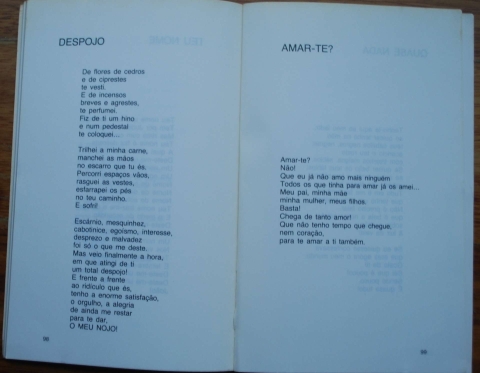 DESPOJO
De flores de cedros
e de ciprestes
te vesti.
E de incensos
breves e agrestes,
te perfumei.
Fiz de ti um hino
e num pedestal
te coloquei...
Trilhei a minha carne,
manchei as mãos
no escarro que tu és.
Percorri espaços vãos,
rasguei as vestes,
esfarrapei os pés
no teu caminho.
E sofri!
Escárnio, mesquinhez,
cabotinice, egoísmo, interesse,
desprezo e malvadez
foi só o que me deste.
Mas veio finalmente a hora,
em que atingi de ti
um total despojo!
E frente a frente
ao ridículo que és,
tenho a enorme satisfação,
o orgulho, a alegria
de ainda me restar
para te dar,
O MEU NOJO!
98
AMAR-TE?
Amar-te?
Não!
Que eu já não amo mais ninguém
Todos os que tinha para amar já os amei...
Meu pai, minha mãe
minha mulher, meus filhos.
Basta!
Chega de tanto amor!
Que não tenho tempo que chegue,
nem coração,
para te amar a ti também.
99